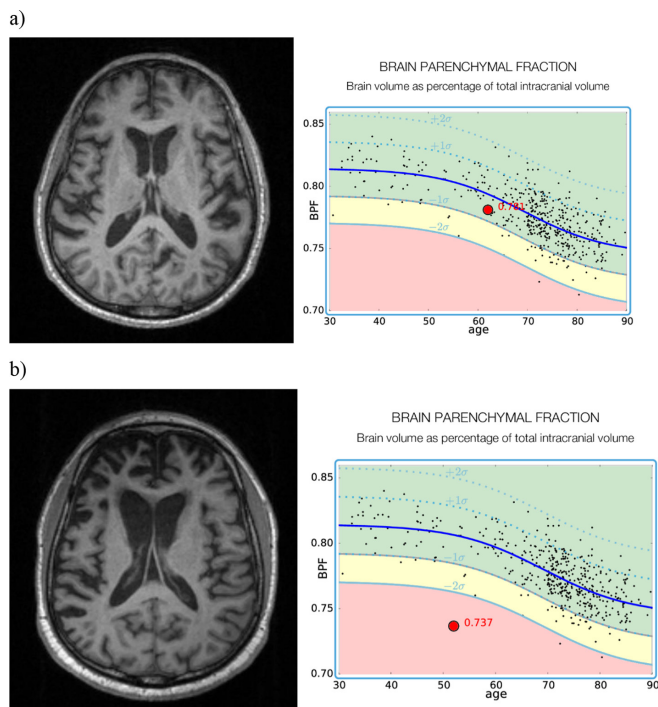 a)
BRAIN PARENCHYMAL FRACTION
Brain volume as percentage of total intracranial volume
0.85
0.80
0.75
0.70
BPF
+2σ
+1σ
−1σ
−2σ
0.781
30 40 50 60 70 80 90
age
b)
BRAIN PARENCHYMAL FRACTION
Brain volume as percentage of total intracranial volume
0.85
0.80
0.75
0.70
BPF
+2σ
+1σ
−1σ
−2σ
0.737
30 40 50 60 70 80 90
age